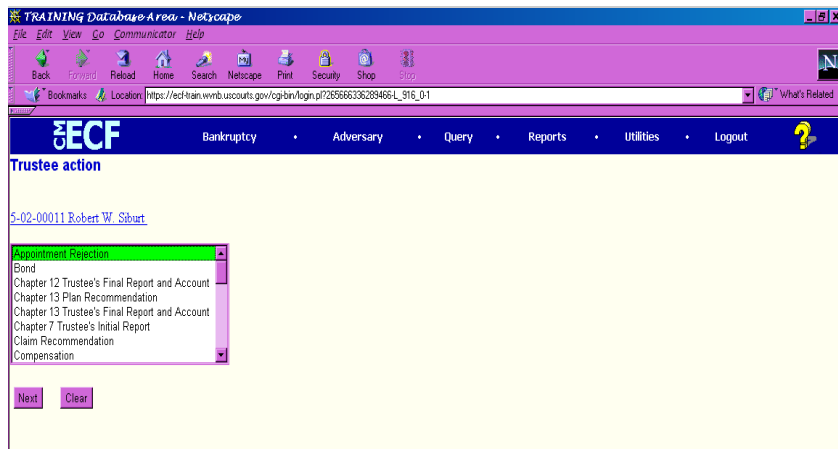 TRAINING Database Area - Netscape
File Edit View Go Communicator Help
Back Forward Reload Home Search Netscape Print Security Shop Stop
N
Bookmarks Location: https://ecf-train.wvnb.uscourts.gov/cgi-bin/login.pl?265666336289466-L_916_0-1 What's Related
CM ECF Bankruptcy • Adversary • Query • Reports • Utilities • Logout ?
Trustee action
5-02-00011 Robert W. Siburt
Appointment Rejection
Bond
Chapter 12 Trustee's Final Report and Account
Chapter 13 Plan Recommendation
Chapter 13 Trustee's Final Report and Account
Chapter 7 Trustee's Initial Report
Claim Recommendation
Compensation
Next Clear